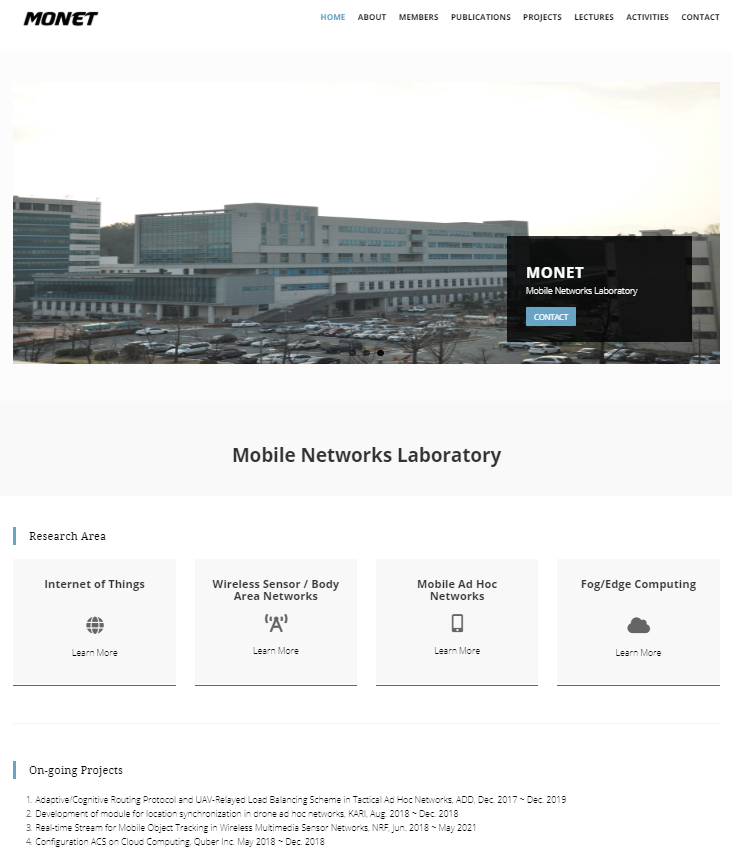 MONET
HOME ABOUT MEMBERS PUBLICATIONS PROJECTS LECTURES ACTIVITIES CONTACT
MONET
Mobile Networks Laboratory
CONTACT
Mobile Networks Laboratory
Research Area
Internet of Things
Learn More
Wireless Sensor / Body
Area Networks
Learn More
Mobile Ad Hoc
Networks
Learn More
Fog/Edge Computing
Learn More
On-going Projects
1. Adaptive/Cognitive Routing Protocol and UAV-Relayed Load Balancing Scheme in Tactical Ad Hoc Networks, ADD, Dec. 2017 ~ Dec. 2019
2. Development of module for location synchronization in drone ad hoc networks, KARI, Aug. 2018 ~ Dec. 2018
3. Real-time Stream for Mobile Object Tracking in Wireless Multimedia Sensor Networks, NRF, Jun. 2018 ~ May 2021
4. Configuration ACS on Cloud Computing, Quber Inc. May 2018 ~ Dec. 2018